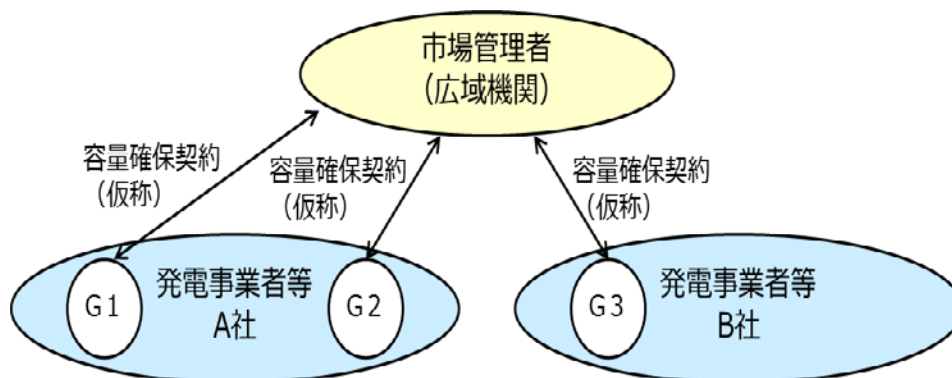 市場管理者
（広域機関）
容量確保契約
（仮称）
容量確保契約
（仮称）
容量確保契約
（仮称）
G1
発電事業者等
A社
G2
G3
発電事業者等
B社